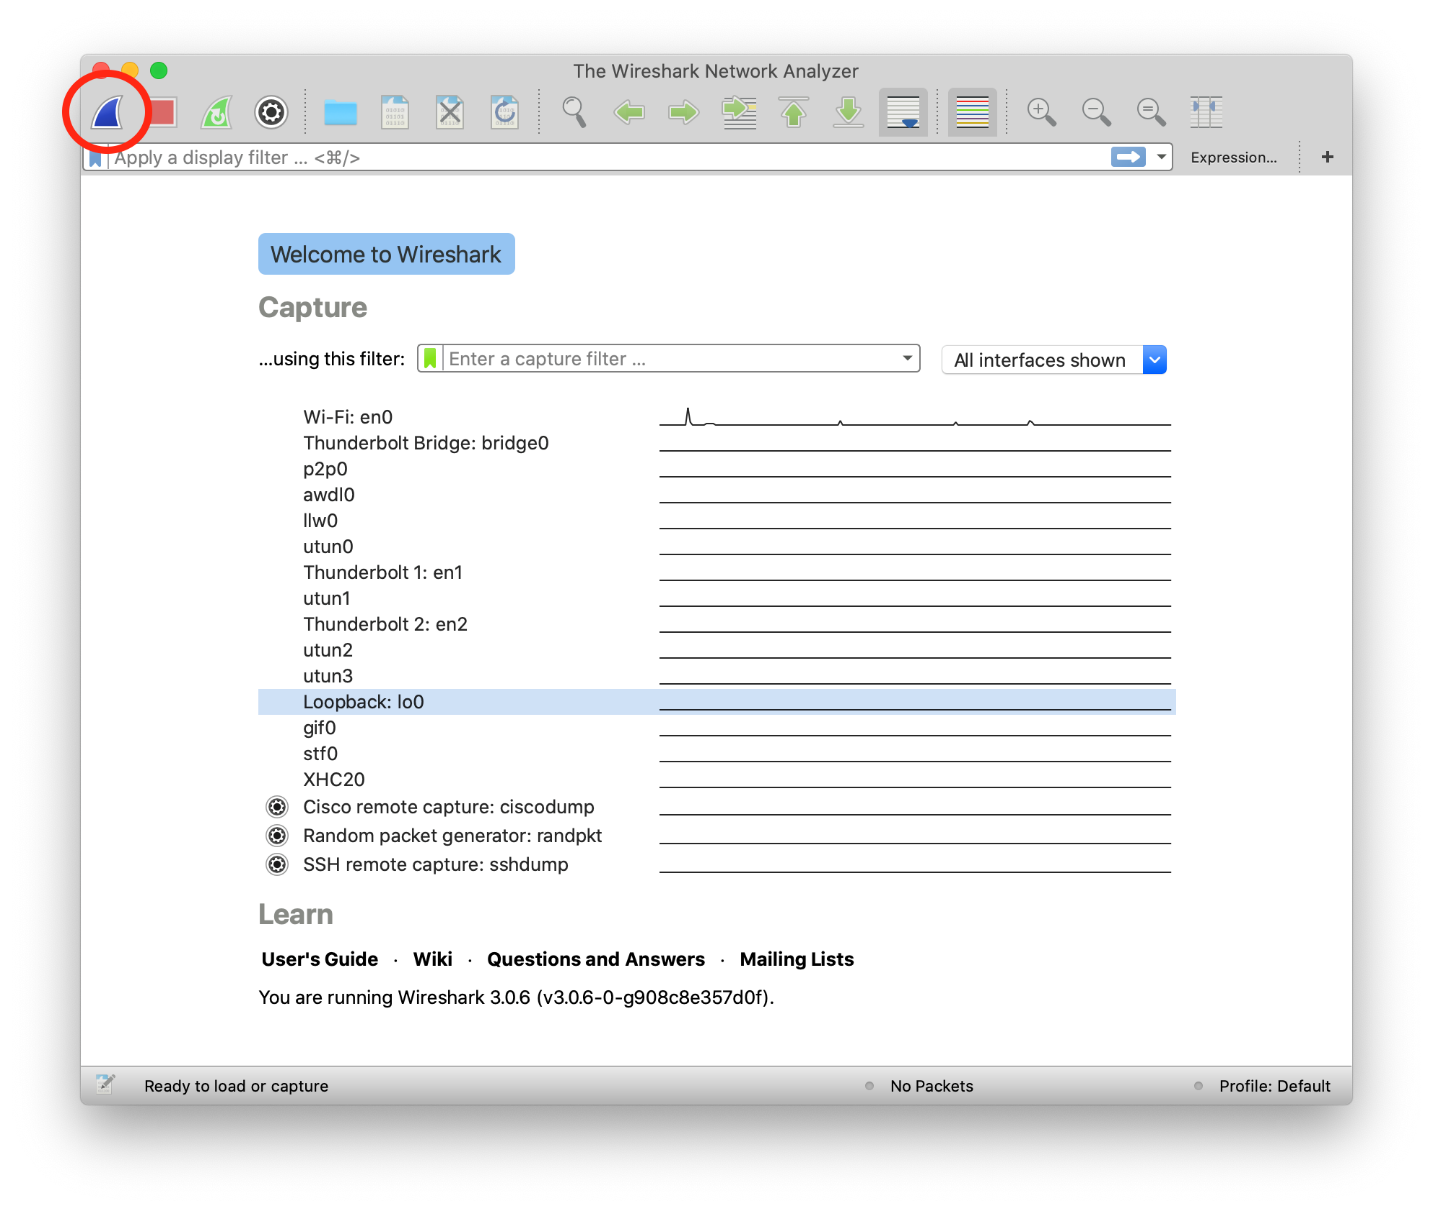 The Wireshark Network Analyzer
Apply a display filter ... <⌘/>
Expression...
+
Welcome to Wireshark
Capture
...using this filter:
Enter a capture filter ...
All interfaces shown
Wi-Fi: en0
Thunderbolt Bridge: bridge0
p2p0
awdl0
llw0
utun0
Thunderbolt 1: en1
utun1
Thunderbolt 2: en2
utun2
utun3
Loopback: lo0
gif0
stf0
XHC20
Cisco remote capture: ciscodump
Random packet generator: randpkt
SSH remote capture: sshdump
Learn
User's Guide · Wiki · Questions and Answers · Mailing Lists
You are running Wireshark 3.0.6 (v3.0.6-0-g908c8e357d0f).
Ready to load or capture
No Packets
Profile: Default